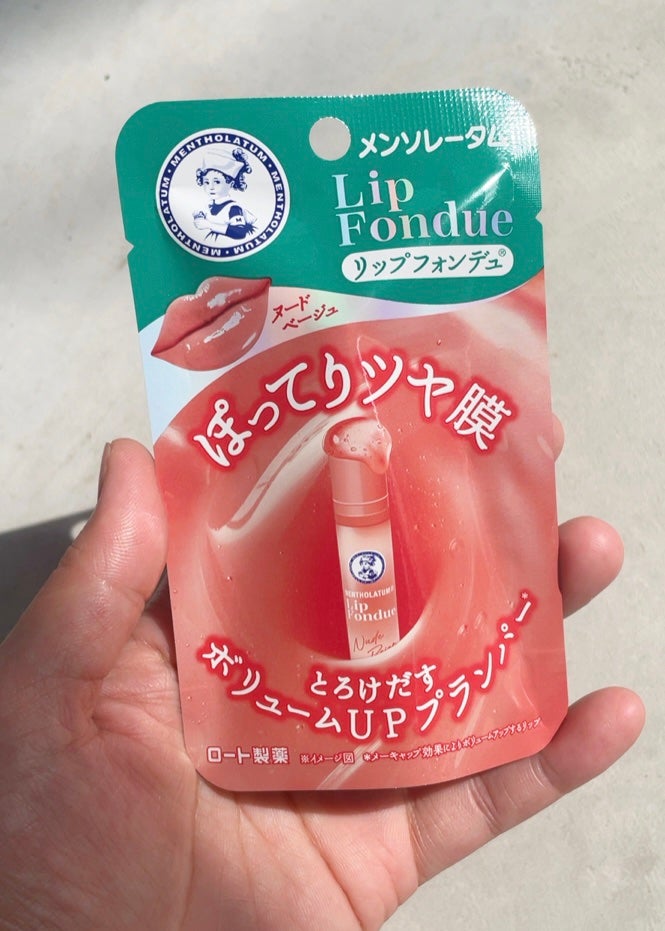 MENTHOLATUM · MENTHOLATUM · MENTHOLATUM ·
メンソレータム
Lip
Fondue
リップフォンデュ®
ヌード
ベージュ
ぽってりツヤ膜
MENTHOLATUM®
Lip
Fondue
Nude
とろけだす
ボリュームUPプランパー*
ロート製薬
※イメージ図
*メーキャップ効果によりボリュームアップするリップ